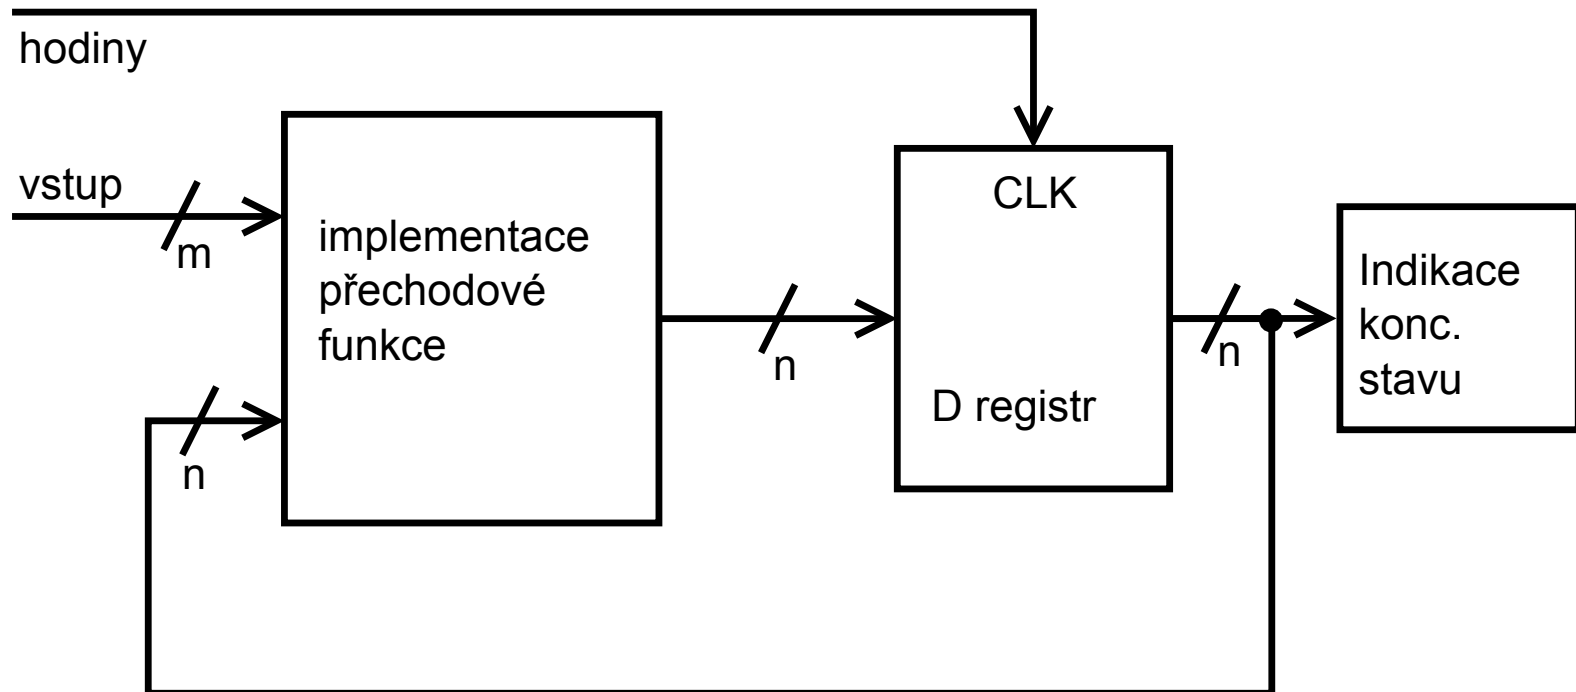 hodiny
vstup
m
implementace
přechodové
funkce
n
n
CLK
D registr
n
Indikace
konc.
stavu